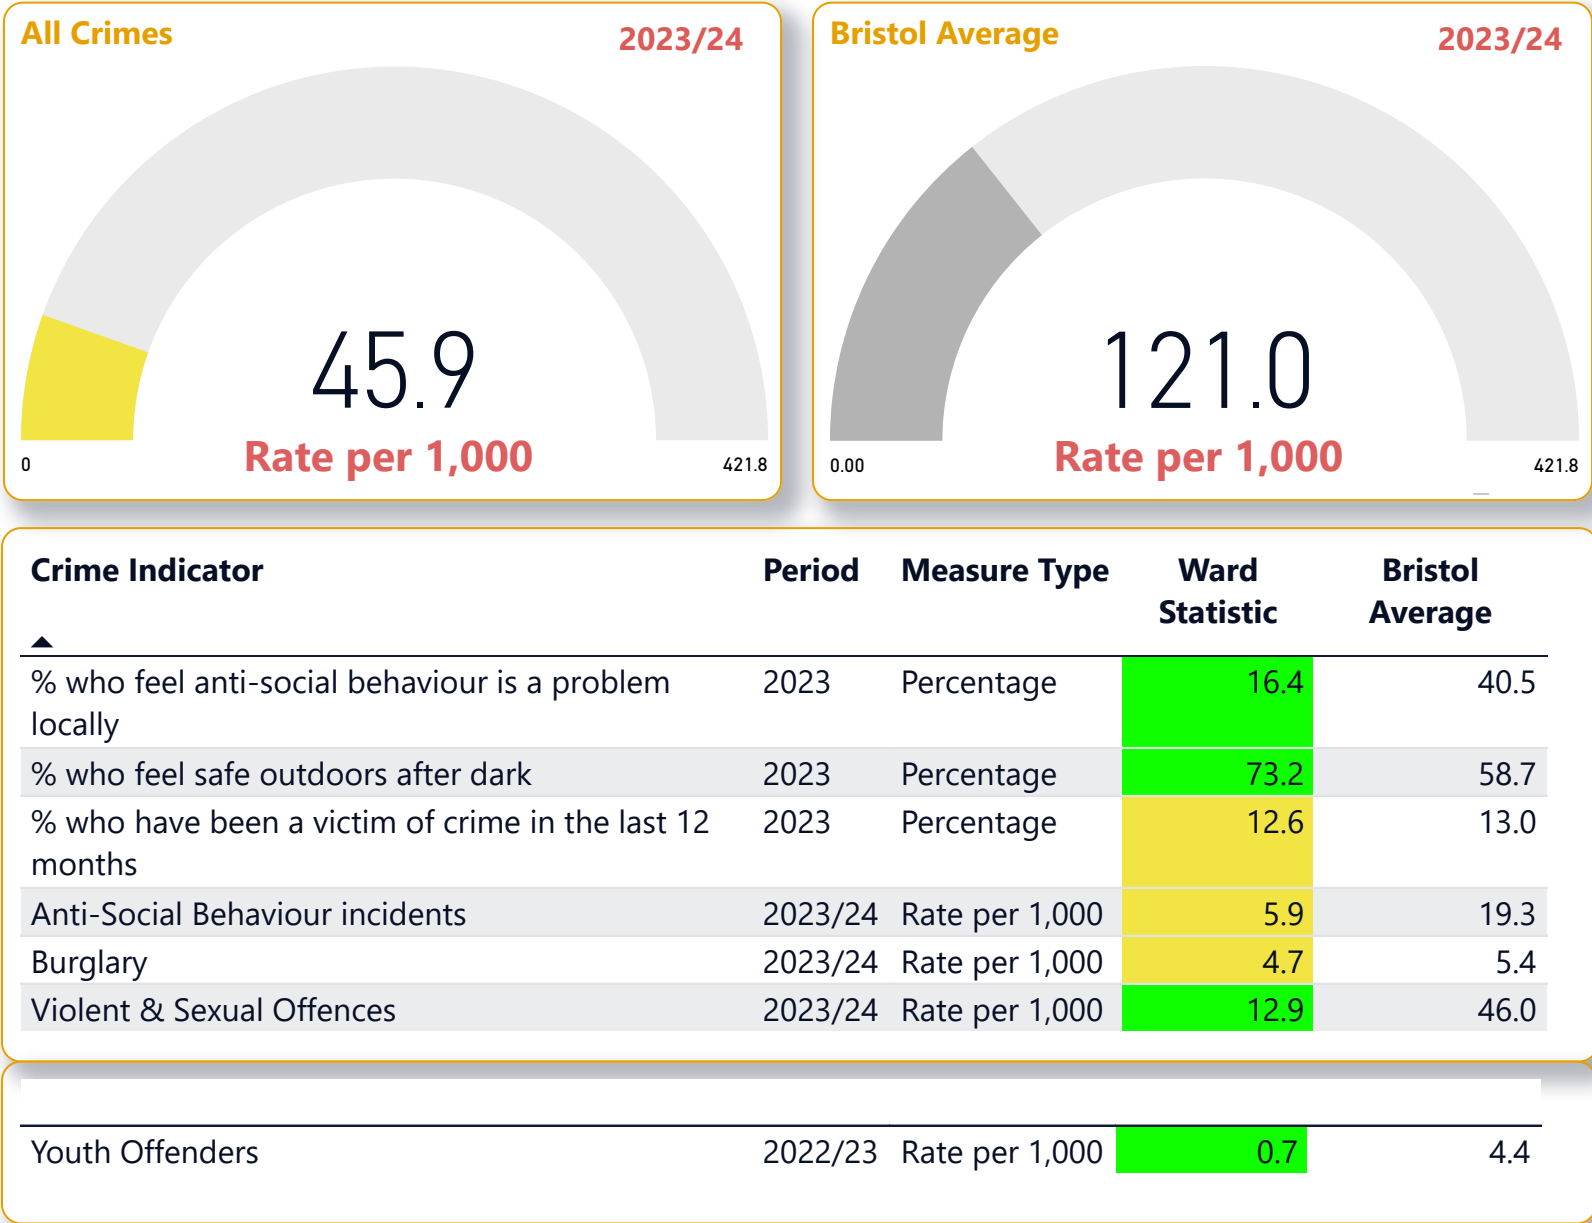 All Crimes
2023/24
45.9
Rate per 1,000
0
421.8
Bristol Average
2023/24
121.0
Rate per 1,000
0.00
421.8
Crime Indicator Period Measure Type Ward Bristol
Statistic Average
% who feel anti-social behaviour is a problem 2023 Percentage 16.4 40.5
locally
% who feel safe outdoors after dark 2023 Percentage 73.2 58.7
% who have been a victim of crime in the last 12 2023 Percentage 12.6 13.0
months
Anti-Social Behaviour incidents 2023/24 Rate per 1,000 5.9 19.3
Burglary 2023/24 Rate per 1,000 4.7 5.4
Violent & Sexual Offences 2023/24 Rate per 1,000 12.9 46.0
Youth Offenders 2022/23 Rate per 1,000 0.7 4.4